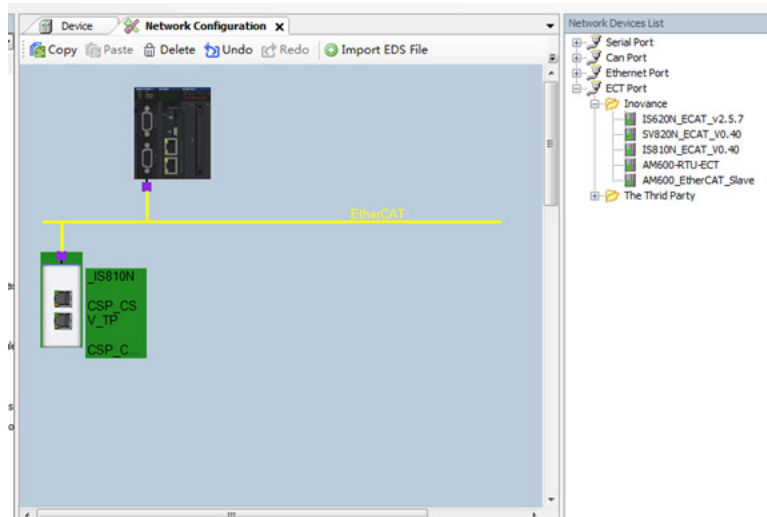 Device
Network Configuration X
Network Devices List
Copy Paste Delete Undo Redo Import EDS File
Serial Port
Can Port
Ethernet Port
ECT Port
Inovance
IS620N_ECAT_v2.5.7
SV820N_ECAT_V0.40
IS810N_ECAT_V0.40
AM600-RTU-ECT
AM600_EtherCAT_Slave
The Thrid Party
EtherCAT
_IS810N
CSP_CS
V_TP
CSP_C...